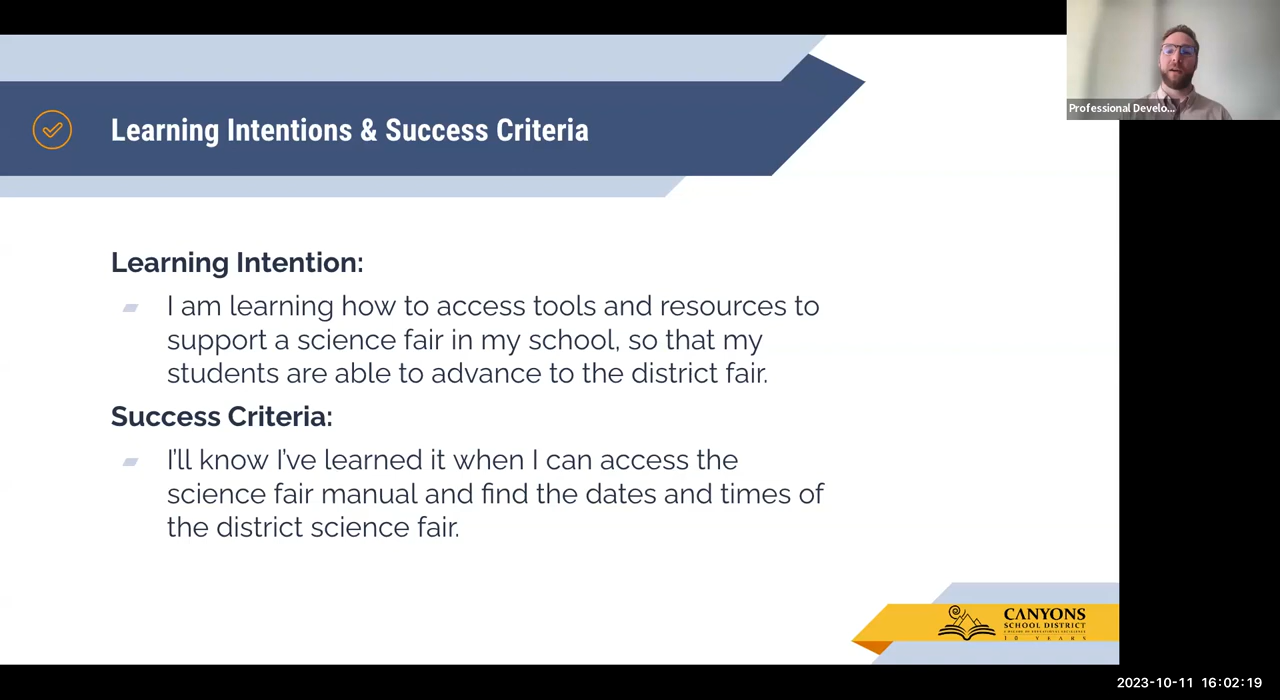 Professional Develo...
Learning Intentions & Success Criteria
Learning Intention:
I am learning how to access tools and resources to
support a science fair in my school, so that my
students are able to advance to the district fair.
Success Criteria:
I'll know I've learned it when I can access the
science fair manual and find the dates and times of
the district science fair.
CANYONS
SCHOOL DISTRICT
10 YEARS
2023-10-11 16:02:19